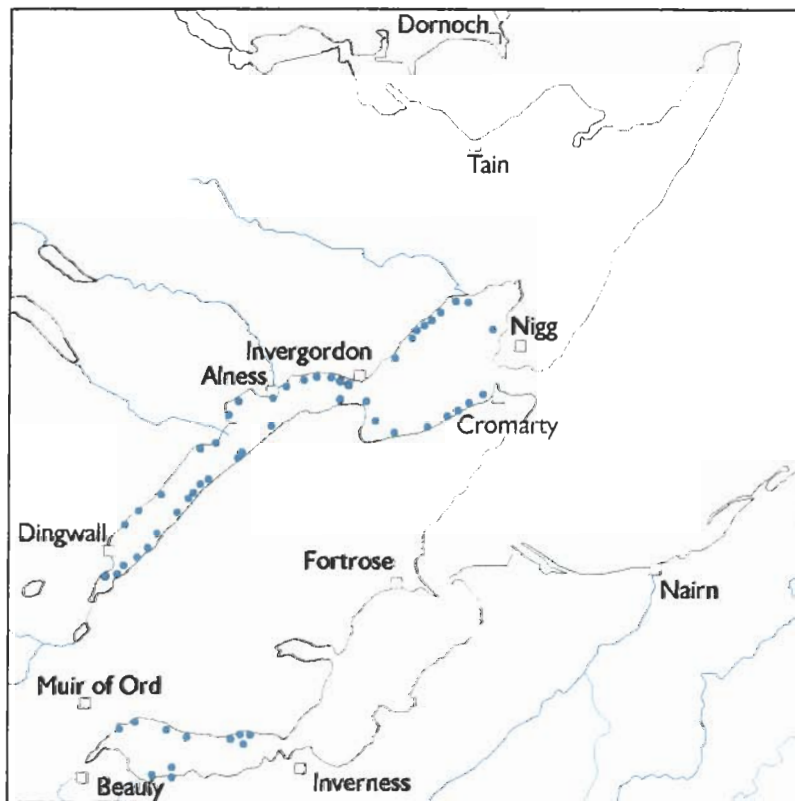 Dornoch
Tain
Nigg
Invergordon
Alness
Cromarty
Dingwall
Fortrose
Nairn
Muir of Ord
Beauly
Inverness